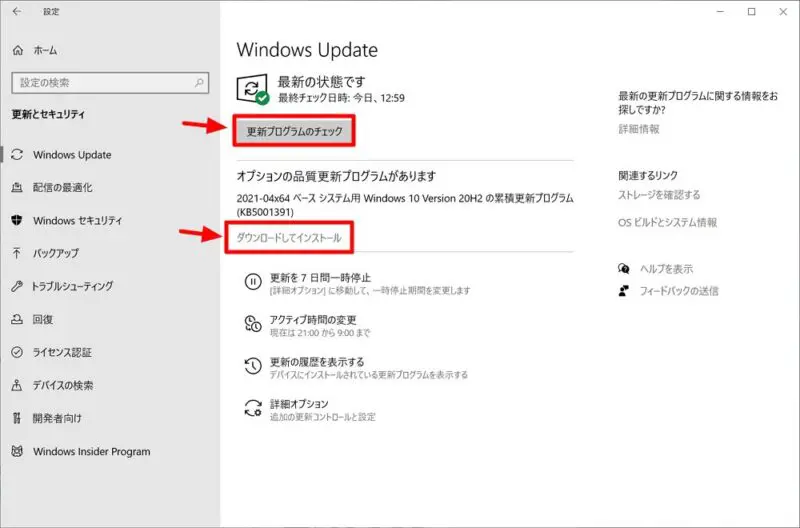 設定
ホーム
設定の検索
更新とセキュリティ
Windows Update
配信の最適化
Windows セキュリティ
バックアップ
トラブルシューティング
回復
ライセンス認証
デバイスの検索
開発者向け
Windows Insider Program
Windows Update
最新の状態です
最終チェック日時: 今日、12:59
更新プログラムのチェック
オプションの品質更新プログラムがあります
2021-04x64 ベース システム用 Windows 10 Version 20H2 の累積更新プログラム
(KB5001391)
ダウンロードしてインストール
更新を 7 日間一時停止
[詳細オプション] に移動して、一時停止期間を変更します
アクティブ時間の変更
現在は 21:00 から 9:00 まで
更新の履歴を表示する
デバイスにインストールされている更新プログラムを表示する
詳細オプション
追加の更新コントロールと設定
最新の更新プログラムに関する情報をお
探しですか?
詳細情報
関連するリンク
ストレージを確認する
OS ビルドとシステム情報
ヘルプを表示
フィードバックの送信